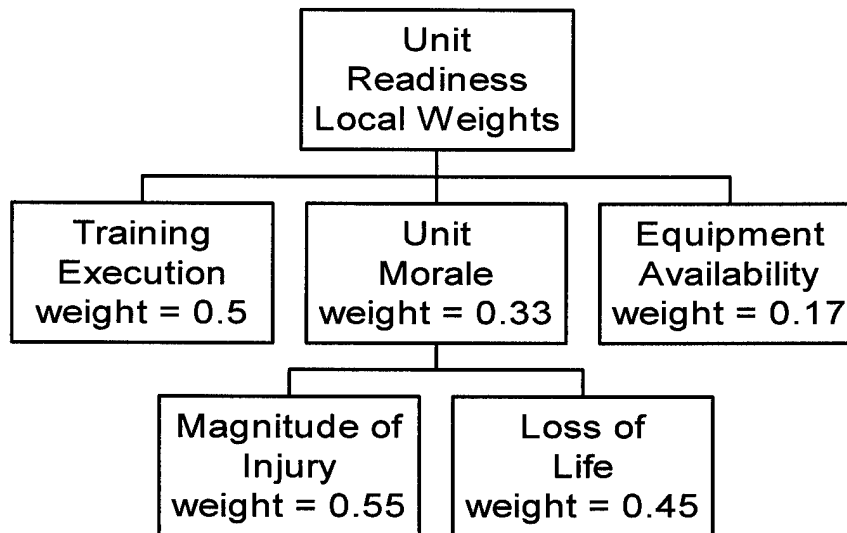 Unit
Readiness
Local Weights
Training
Execution
weight = 0.5
Unit
Morale
weight = 0.33
Equipment
Availability
weight = 0.17
Magnitude of
Injury
weight = 0.55
Loss of
Life
weight = 0.45